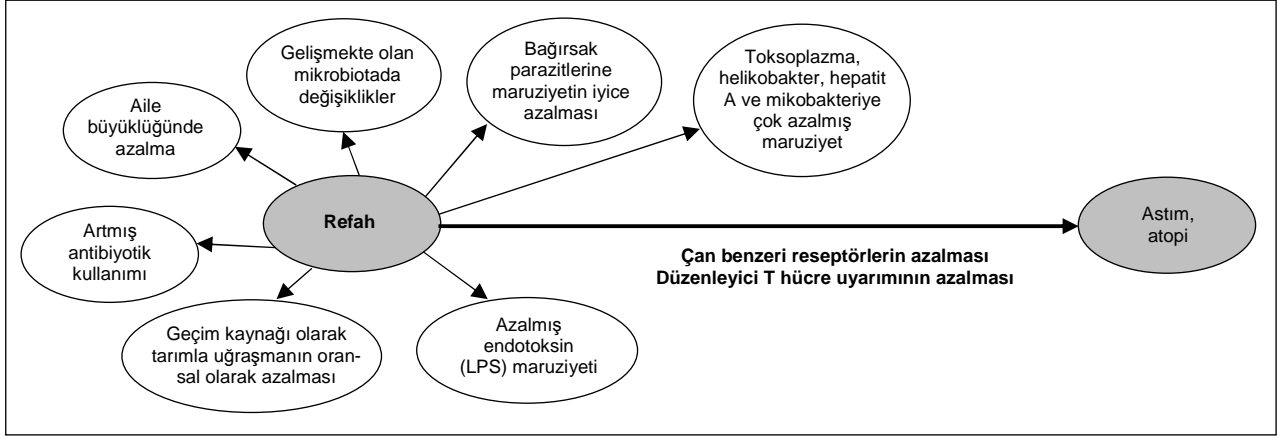 Gelişmekte olan
mikrobiotada
değişiklikler
Bağırsak
parazitlerine
maruziyetin iyice
azalması
Toksoplazma,
helikobakter, hepatit
A ve mikobakteriye
çok azalmış
maruziyet
Aile
büyüklüğünde
azalma
Refah
Astım,
atopi
Artmış
antibiyotik
kullanımı
Çan benzeri reseptörlerin azalması
Düzenleyici T hücre uyarımının azalması
Geçim kaynağı olarak
tarımla uğraşmanın oran-
sal olarak azalması
Azalmış
endotoksin
(LPS) maruziyeti